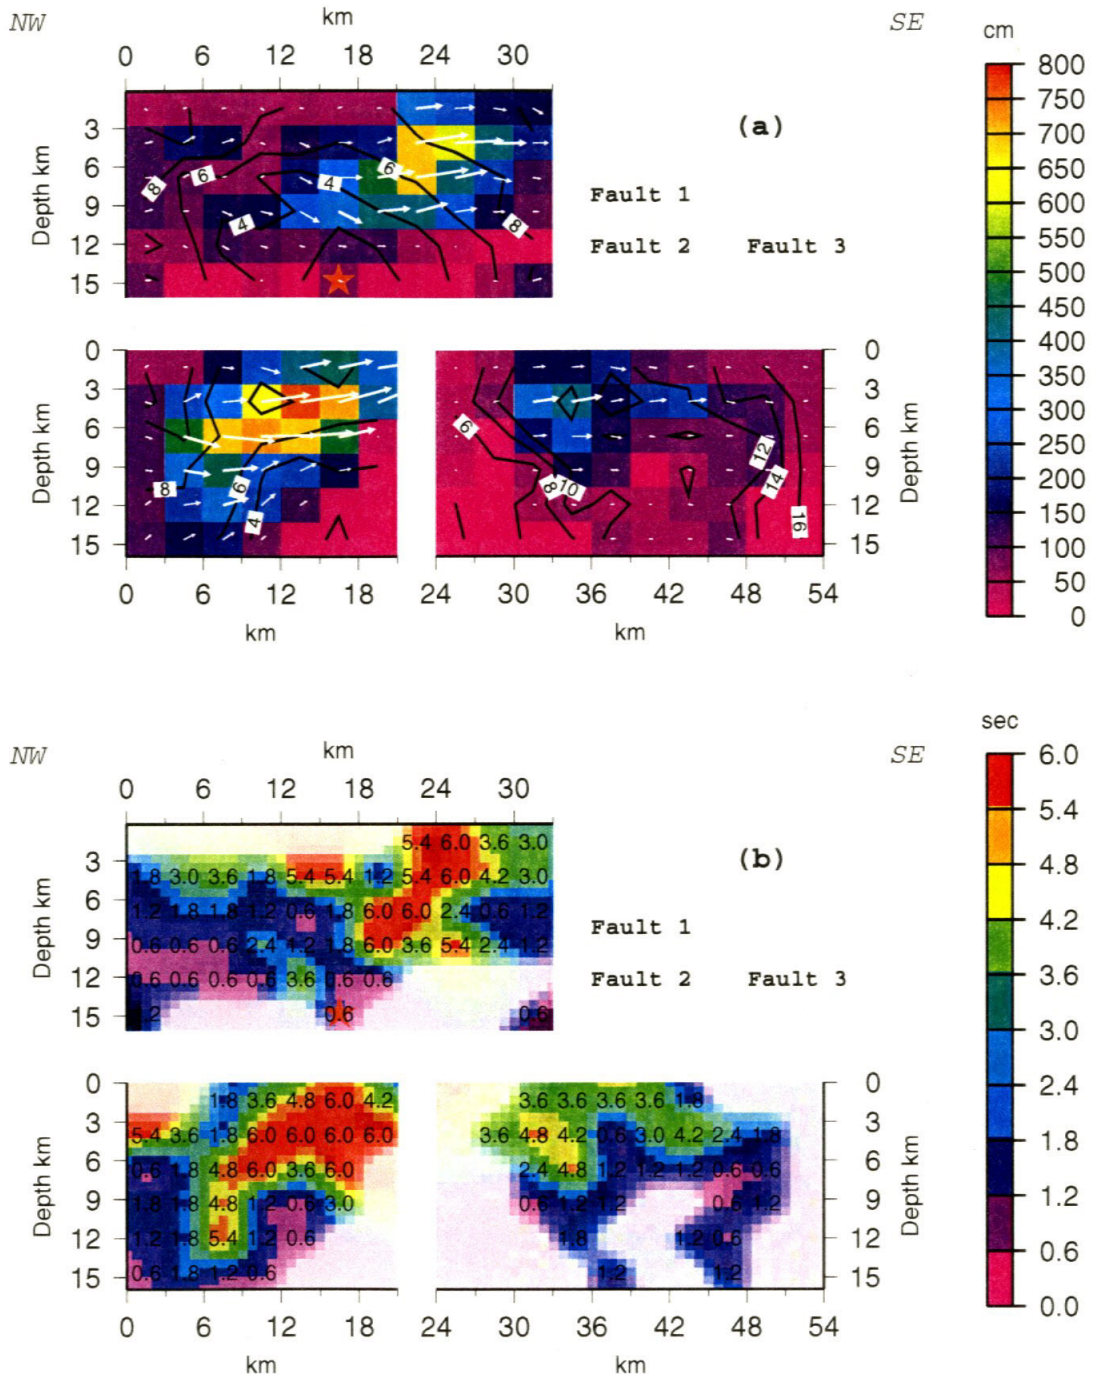 NW km SE cm
0 6 12 18 24 30
800
750
3 (a) 700
650
6 8 6 4 6 600
Fault 1 550
9 4 8 500
Fault 2 Fault 3 450
12 400
15 350
Depth km
300
0 0 250
3 3 200
6 6 12 150
9 8 6 8 10 14 9 100
12 4 16 12 50
15 15 0
Depth km Depth km
0 6 12 18 24 30 36 42 48 54
km km
NW km SE sec
0 6 12 18 24 30 6.0
5.4 6.0 3.6 3.0 5.4
3 1.8 3.0 3.6 1.8 5.4 5.4 1.2 5.4 6.0 4.2 3.0 (b) 4.8
6 1.2 1.8 1.8 1.2 0.6 1.8 6.0 6.0 2.4 0.6 1.2 4.2
Fault 1
9 0.6 0.6 0.6 2.4 1.2 1.8 6.0 3.6 5.4 2.4 1.2 3.6
12 0.6 0.6 0.6 0.6 3.6 0.6 0.6 Fault 2 Fault 3
15 1.2 0.6 0.6 3.0
Depth km
0 1.8 3.6 4.8 6.0 4.2 3.6 3.6 3.6 3.6 1.8 0 2.4
3 5.4 3.6 1.8 6.0 6.0 6.0 6.0 3.6 4.8 4.2 0.6 3.0 4.2 2.4 1.8 3 1.8
6 0.6 1.8 4.8 6.0 3.6 6.0 2.4 4.8 1.2 1.2 1.2 0.6 0.6 6
9 1.8 1.8 4.8 1.2 0.6 3.0 0.6 1.2 1.2 0.6 1.2 9 1.2
12 1.2 1.8 5.4 1.2 0.6 1.8 1.2 0.6 12 0.6
15 0.6 1.8 1.2 0.6 1.2 1.2 15 0.0
Depth km Depth km
0 6 12 18 24 30 36 42 48 54
km km